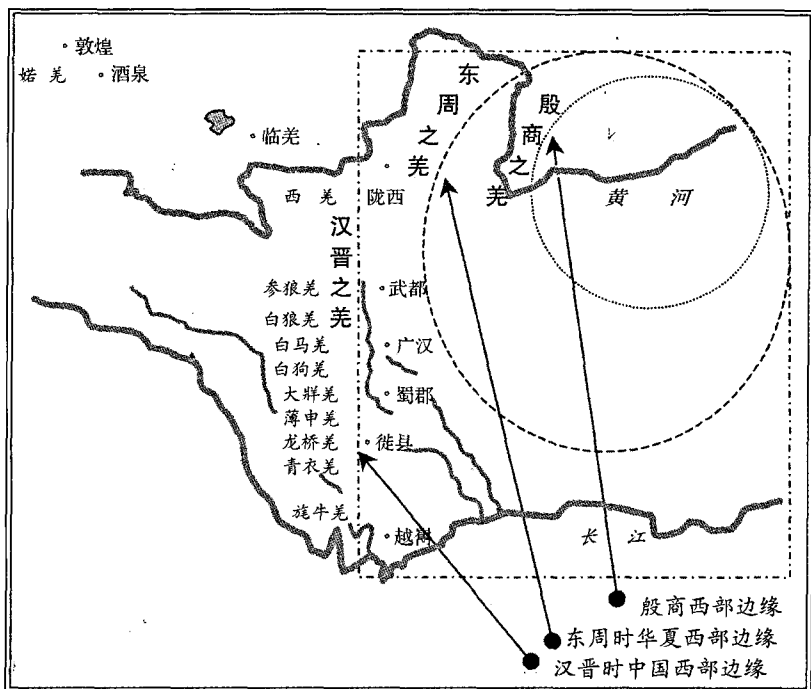 敦煌
婼羌
酒泉
临羌
西羌
陇西
东周之羌
殷商之羌
黄河
汉晋之羌
参狼羌
武都
白狼羌
白马羌
广汉
白狗羌
大牂羌
蜀郡
薄申羌
龙桥羌
徙县
青衣羌
旄牛羌
越嶲
长江
殷商西部边缘
东周时华夏西部边缘
汉晋时中国西部边缘